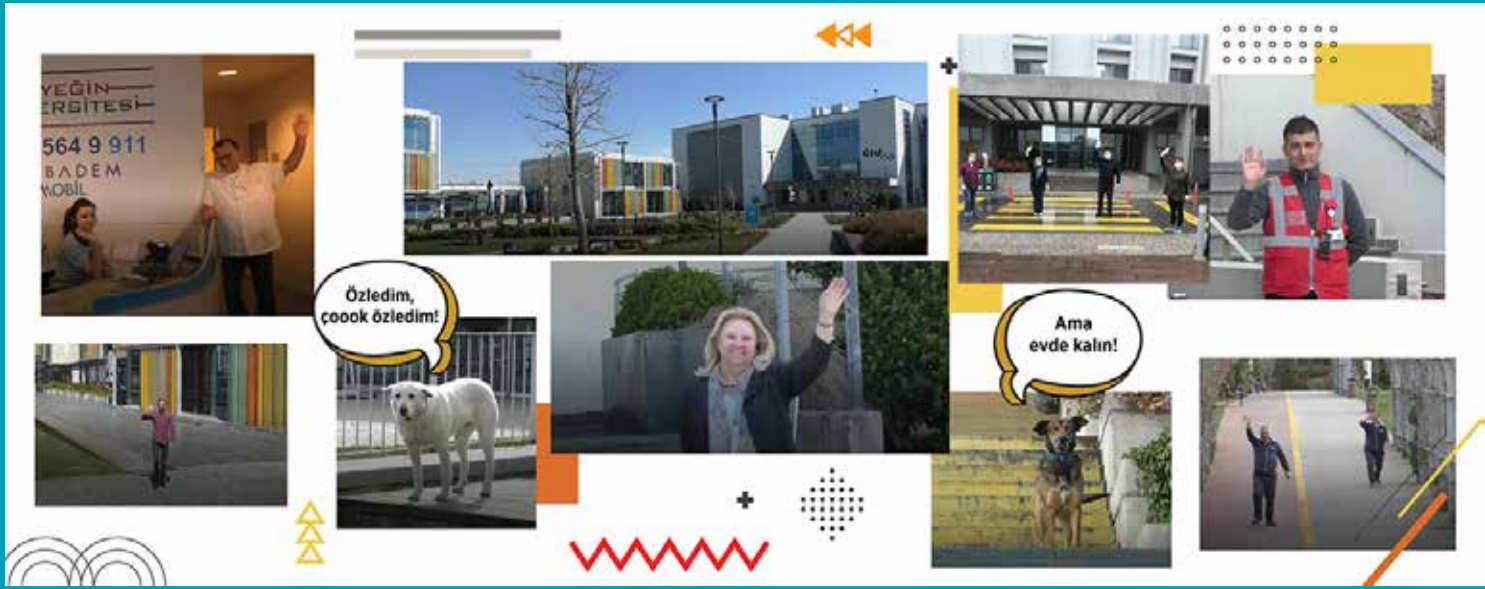 YEĞİN
ERSİTESİ
564 9 911
BADEM
MOBİL
Özledim,
çoook özledim!
Ama
evde kalın!